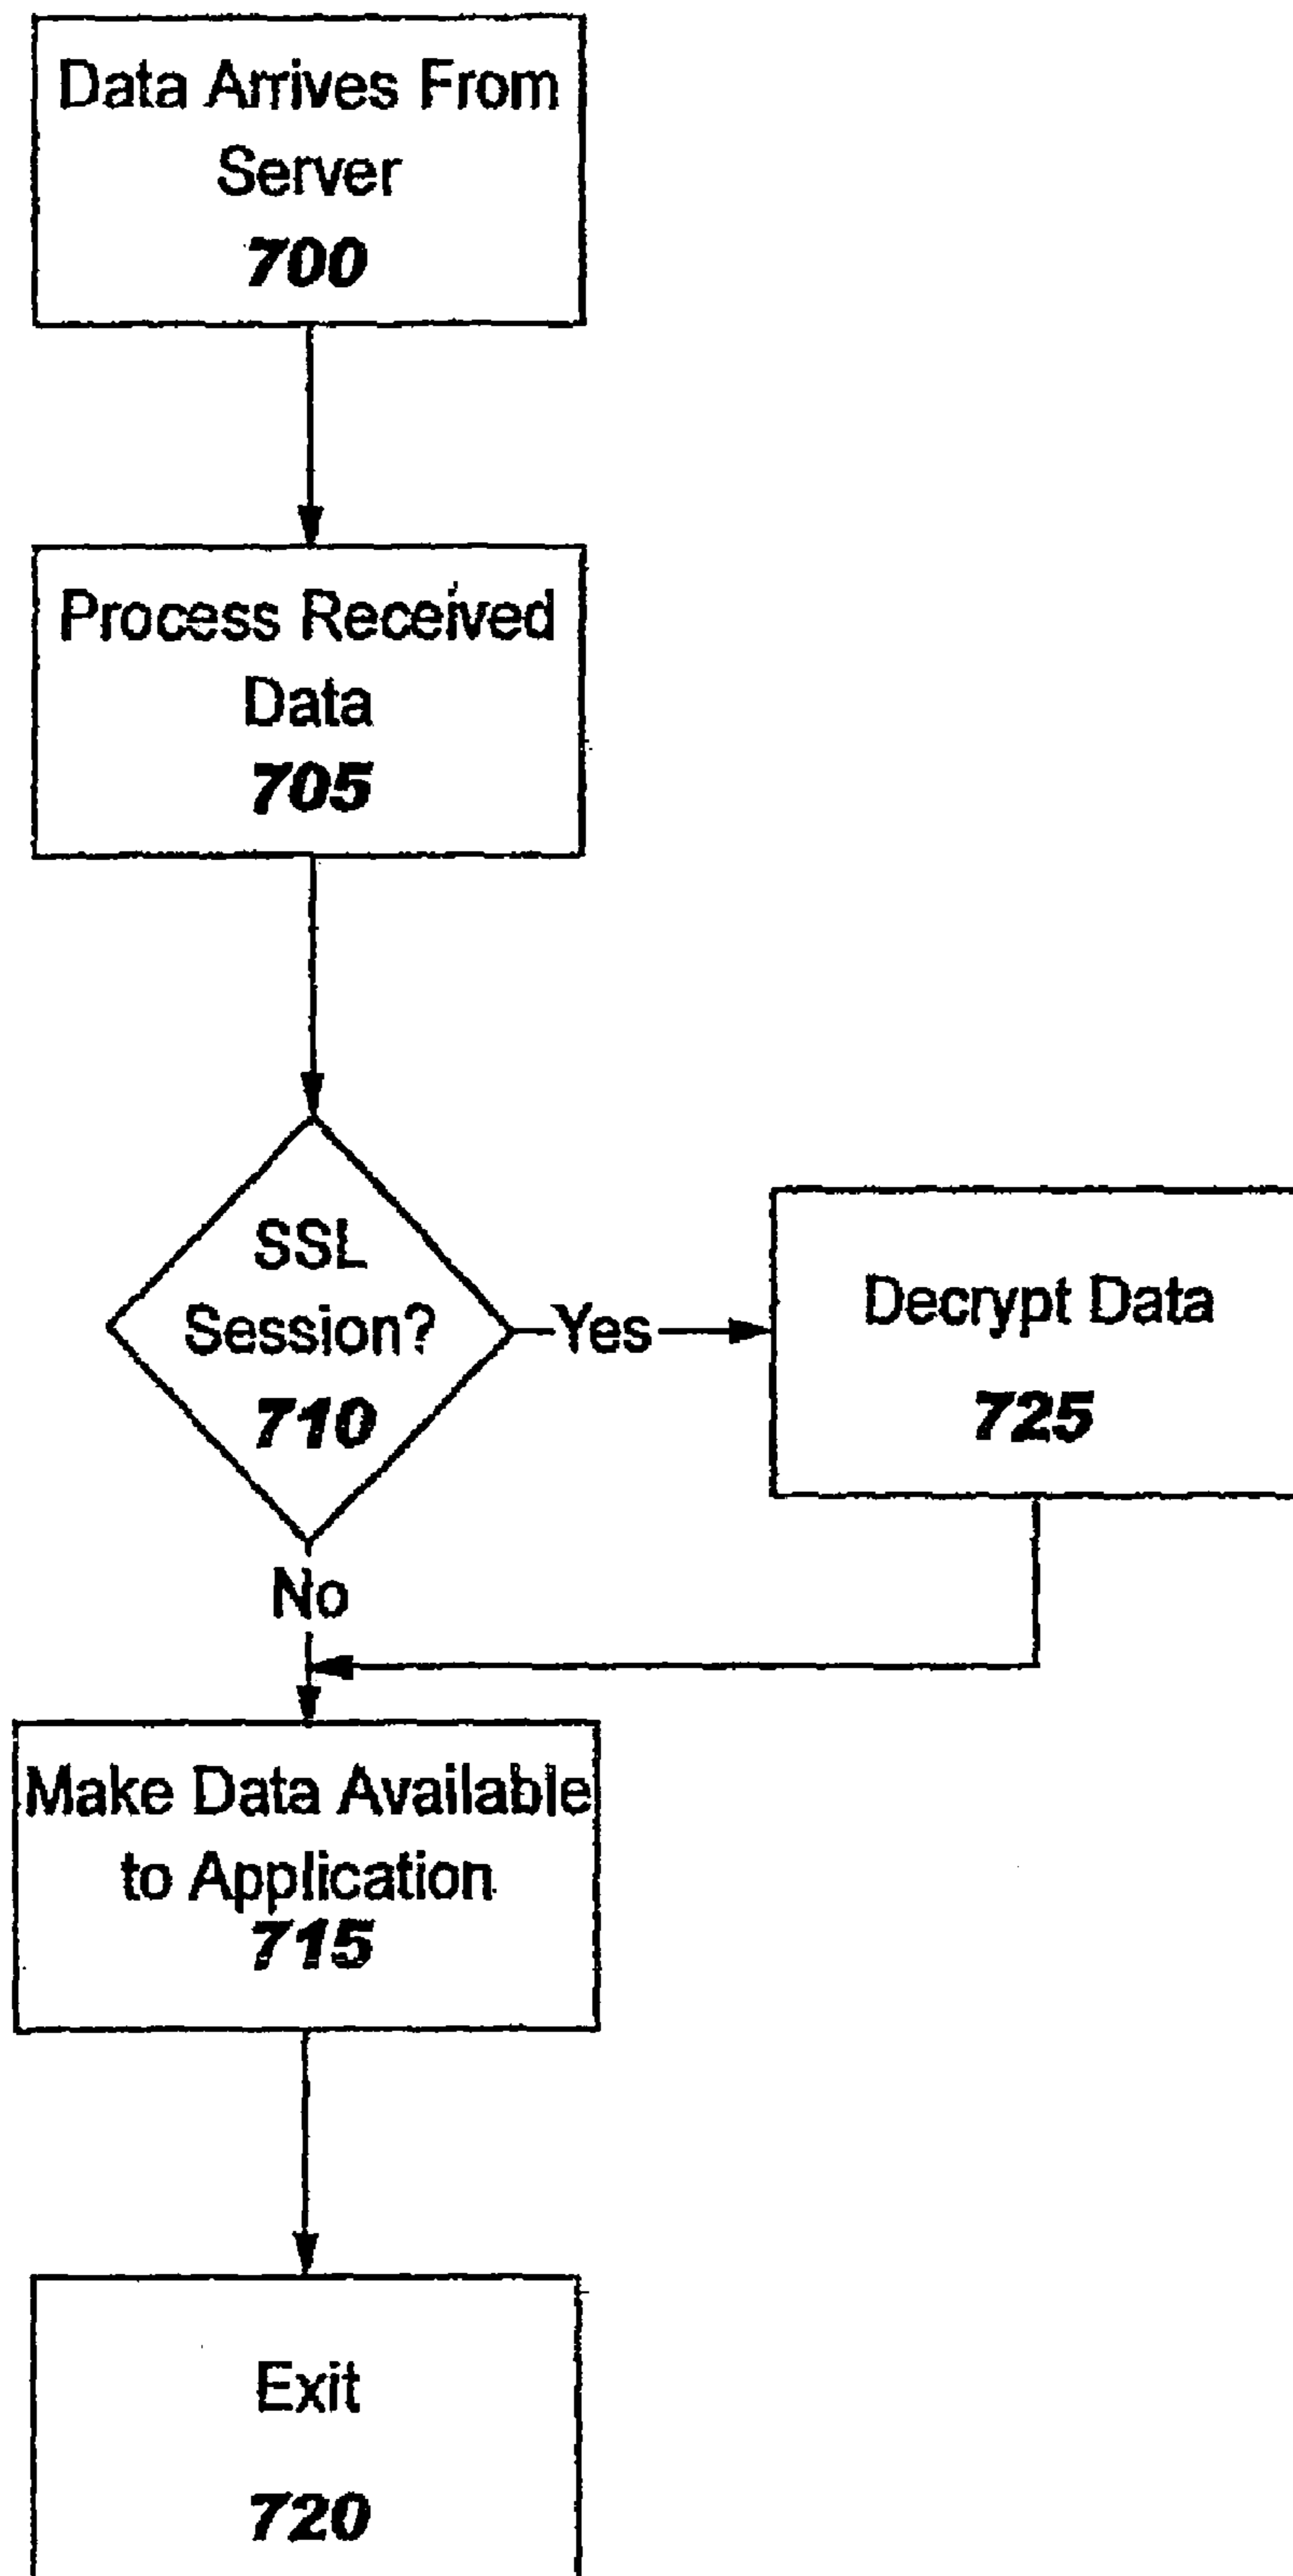 Data Arrives From
Server
700
Process Received
Data
705
SSL
Session?
710
Yes
Decrypt Data
725
No
Make Data Available
to Application
715
Exit
720